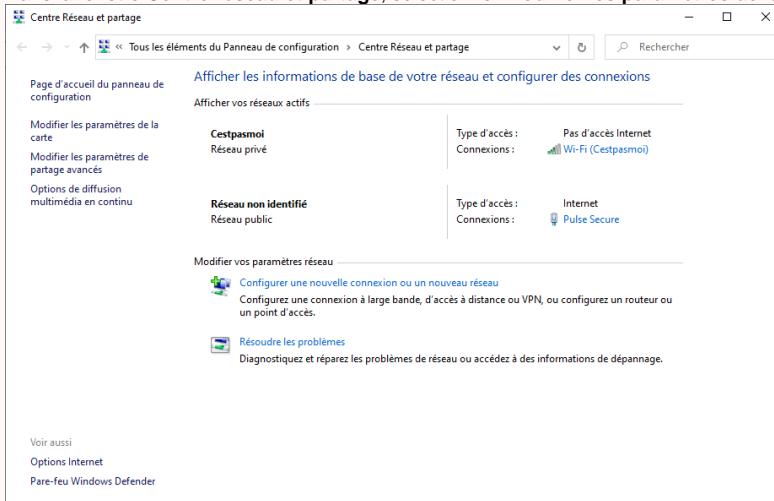 Centre Réseau et partage
« Tous les éléments du Panneau de configuration > Centre Réseau et partage
Rechercher
Page d'accueil du panneau de
configuration
Modifier les paramètres de la
carte
Modifier les paramètres de
partage avancés
Options de diffusion
multimédia en continu
Afficher les informations de base de votre réseau et configurer des connexions
Afficher vos réseaux actifs
Cestpasmoi
Réseau privé
Type d'accès : Pas d'accès Internet
Connexions : Wi-Fi (Cestpasmoi)
Réseau non identifié
Réseau public
Type d'accès : Internet
Connexions : Pulse Secure
Modifier vos paramètres réseau
Configurer une nouvelle connexion ou un nouveau réseau
Configurez une connexion à large bande, d'accès à distance ou VPN, ou configurez un routeur ou
un point d'accès.
Résoudre les problèmes
Diagnostiquez et réparez les problèmes de réseau ou accédez à des informations de dépannage.
Voir aussi
Options Internet
Pare-feu Windows Defender